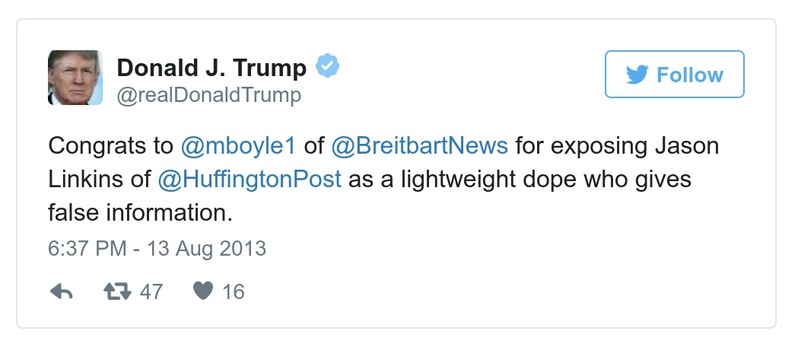 Donald J. Trump
@realDonaldTrump
Follow
Congrats to @mboyle1 of @BreitbartNews for exposing Jason
Linkins of @HuffingtonPost as a lightweight dope who gives
false information.
6:37 PM - 13 Aug 2013
47 16